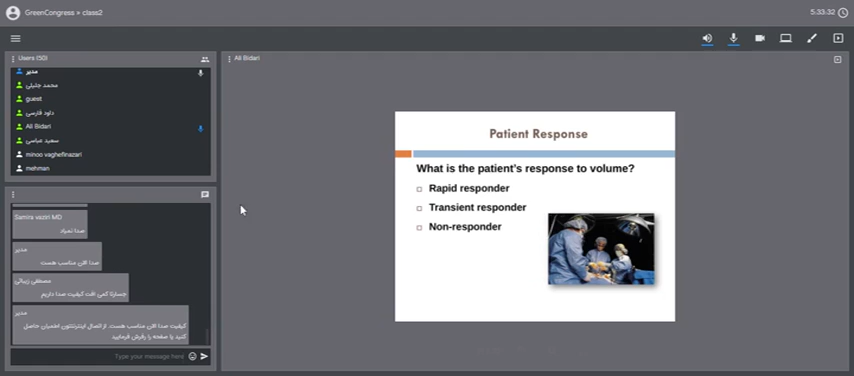 GreenCongress » class2
5:33:32
Users (50)
مدیر
محمد جلیلی
guest
داود فارسی
Ali Bidari
سعید عباسی
minoo vaghefinazari
mehman
Samira vaziri MD
صدا نمیاد
مدیر
صدا الان مناسب هست
مصطفی زیبائی
جسارتا کمی افت کیفیت صدا داریم
مدیر
کیفیت صدا الان مناسب هست. از اتصال اینترنتتون اطمینان حاصل
کنید یا صفحه را رفرش فرمایید
Type your message here
Ali Bidari
Patient Response
What is the patient's response to volume?
Rapid responder
Transient responder
Non-responder